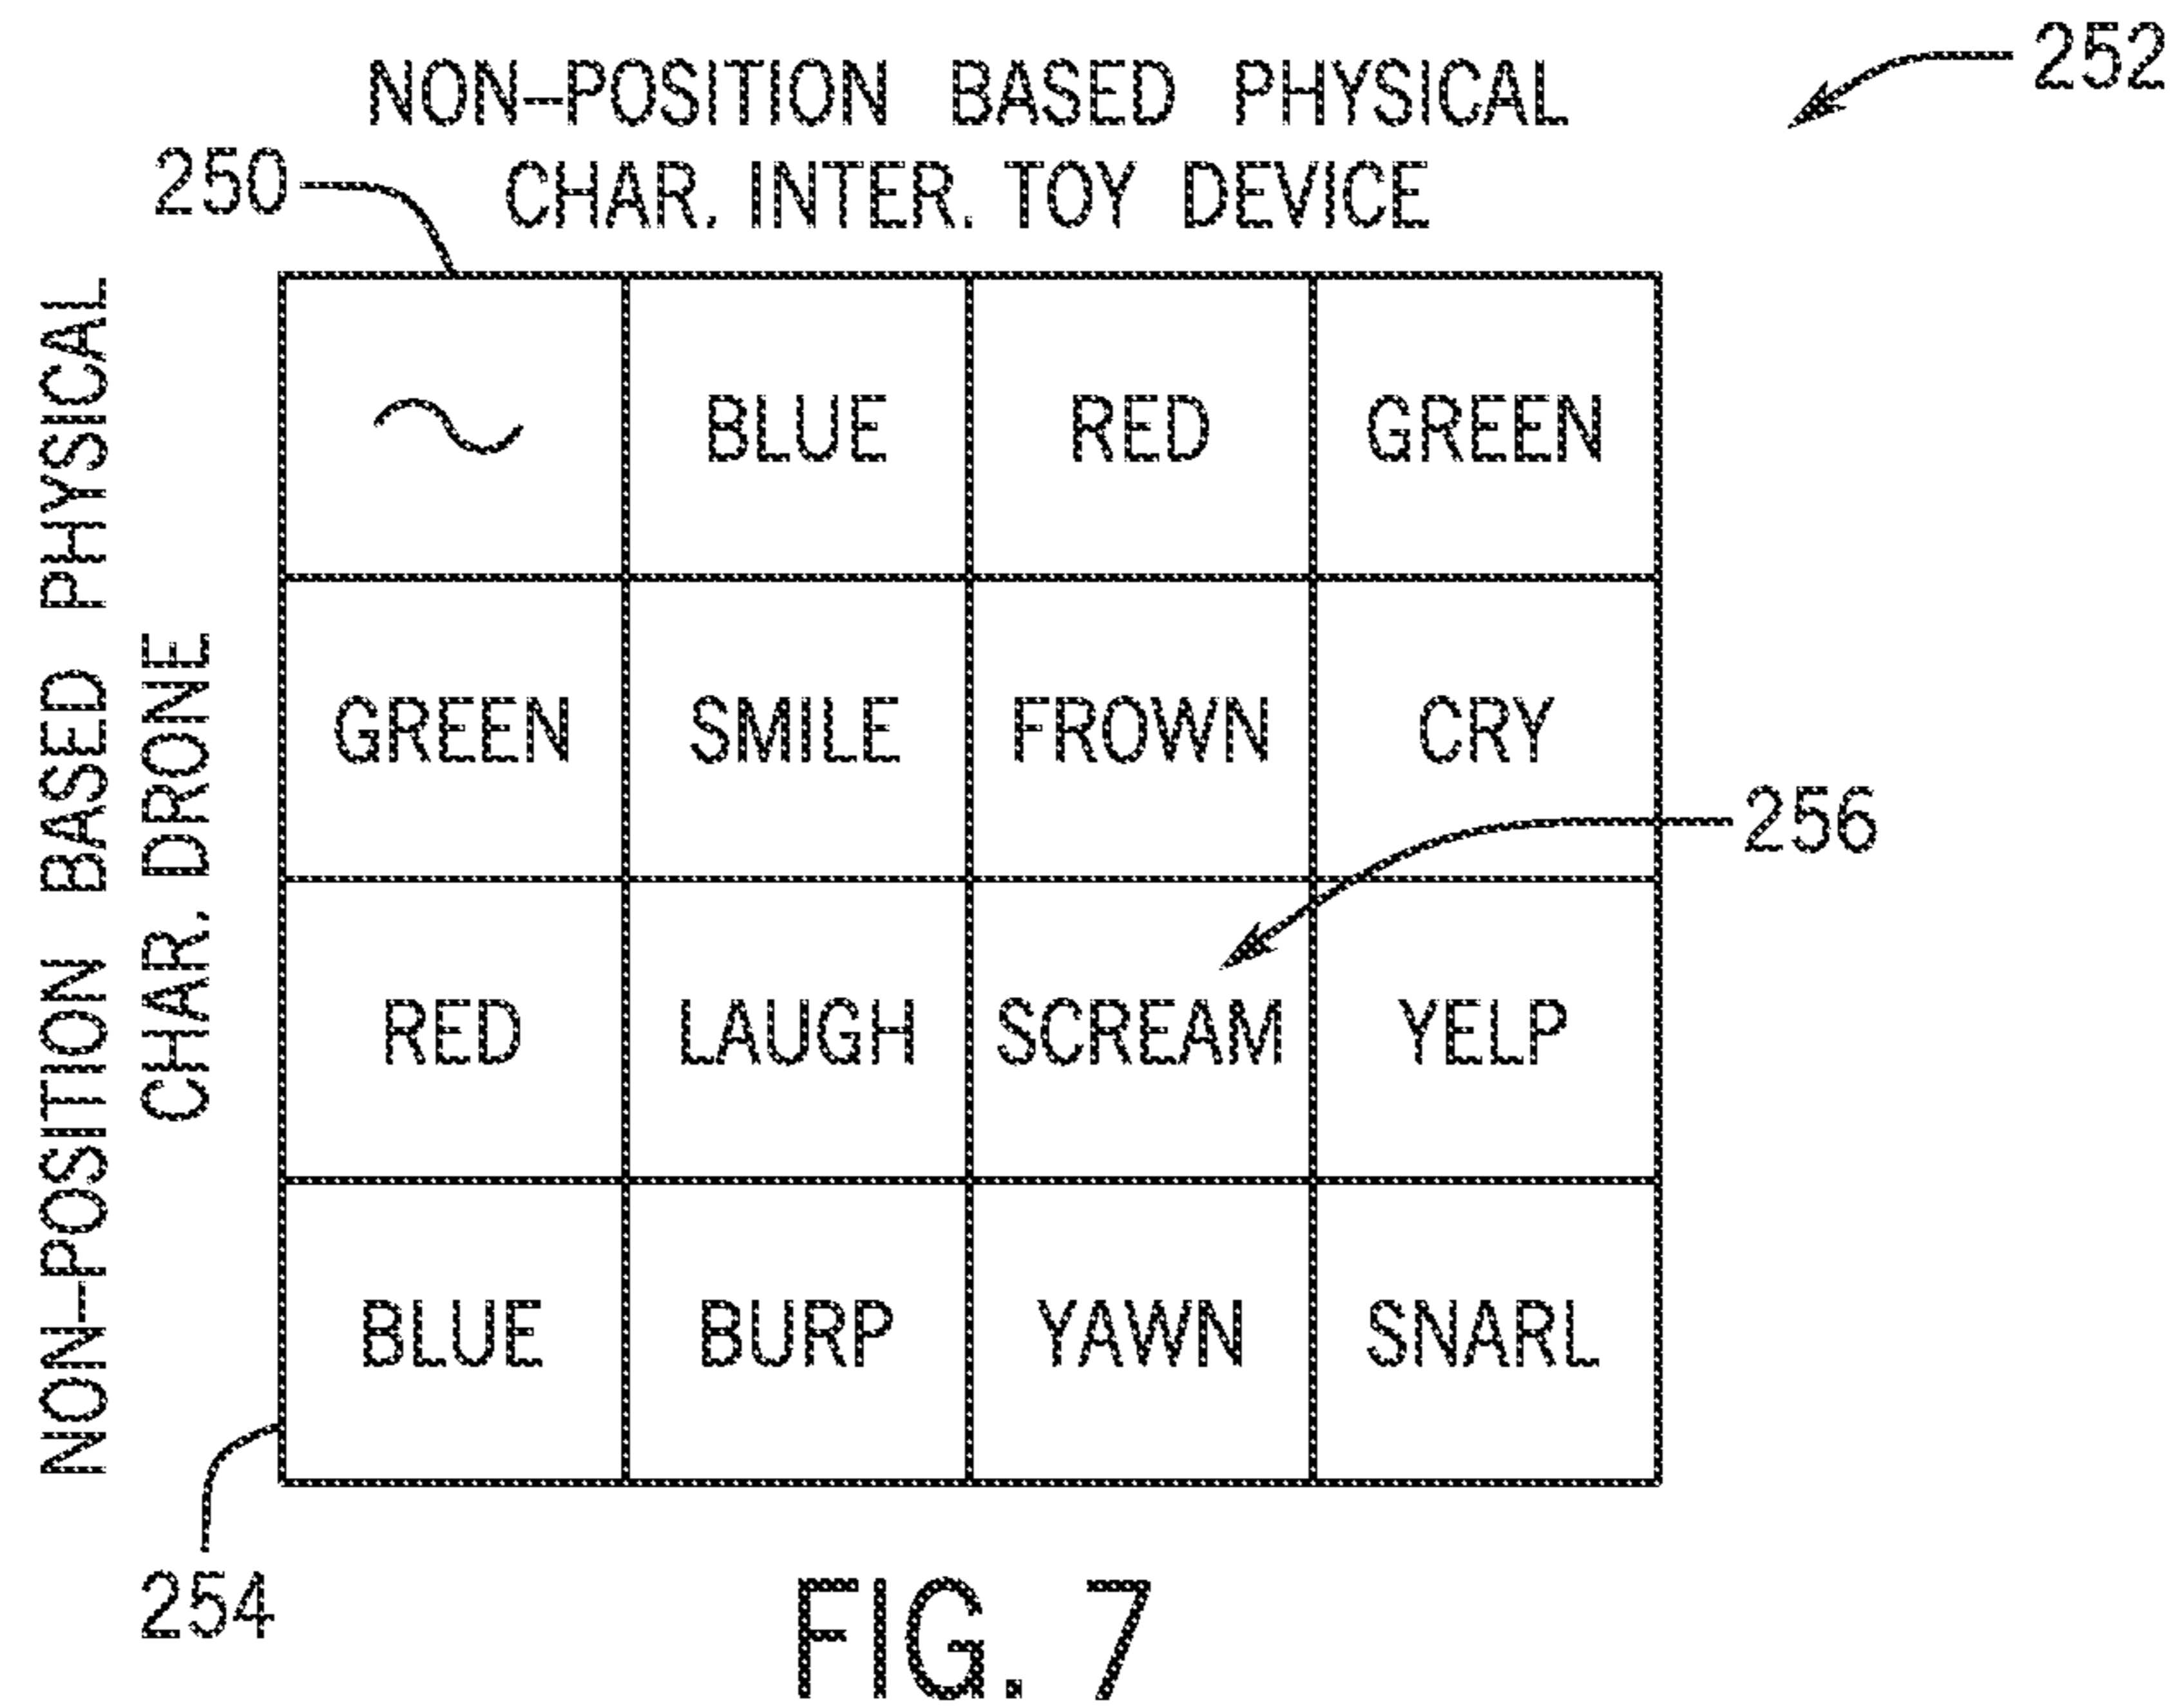 252
NON-POSITION BASED PHYSICAL
CHAR. INTER. TOY DEVICE
250
NON-POSITION BASED PHYSICAL
CHAR. DRONE
~ BLUE RED GREEN
GREEN SMILE FROWN CRY
256
RED LAUGH SCREAM YELP
BLUE BURP YAWN SNARL
254
FIG. 7